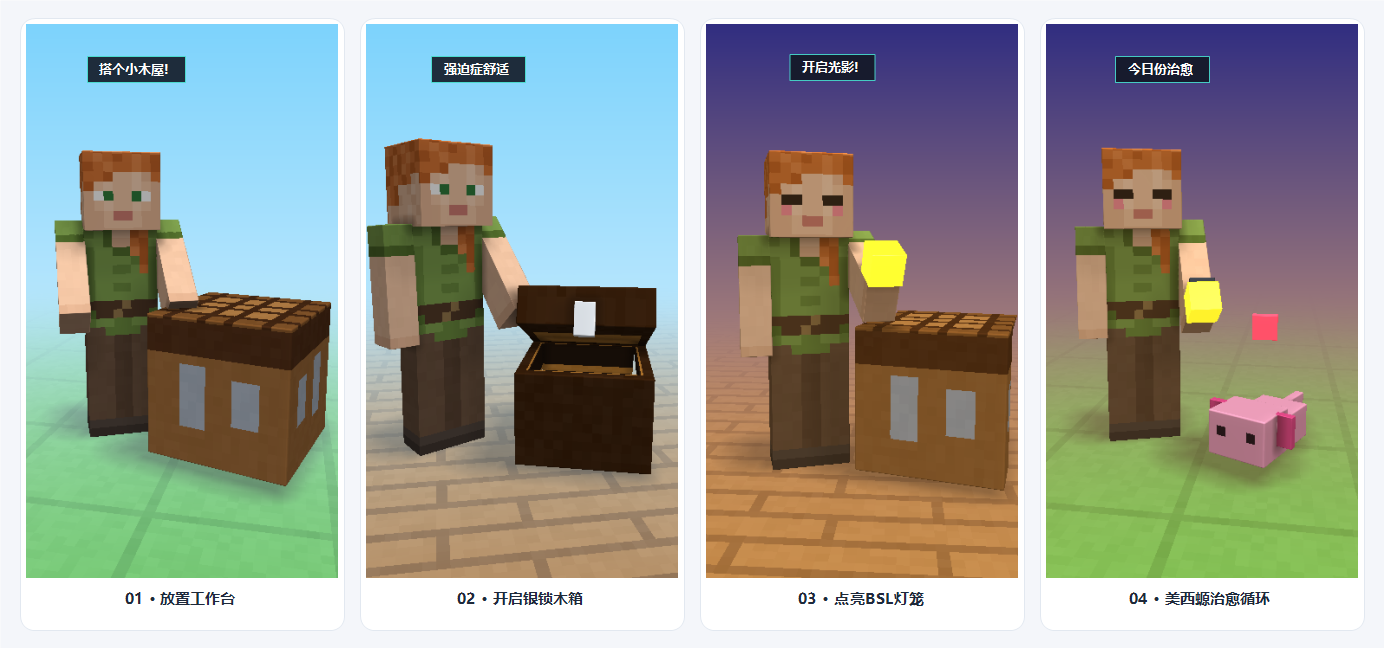 搭个小木屋!
强迫症舒适
开启光影!
今日份治愈
01 • 放置工作台
02 • 开启银锁木箱
03 • 点亮BSL灯笼
04 • 美西螈治愈循环